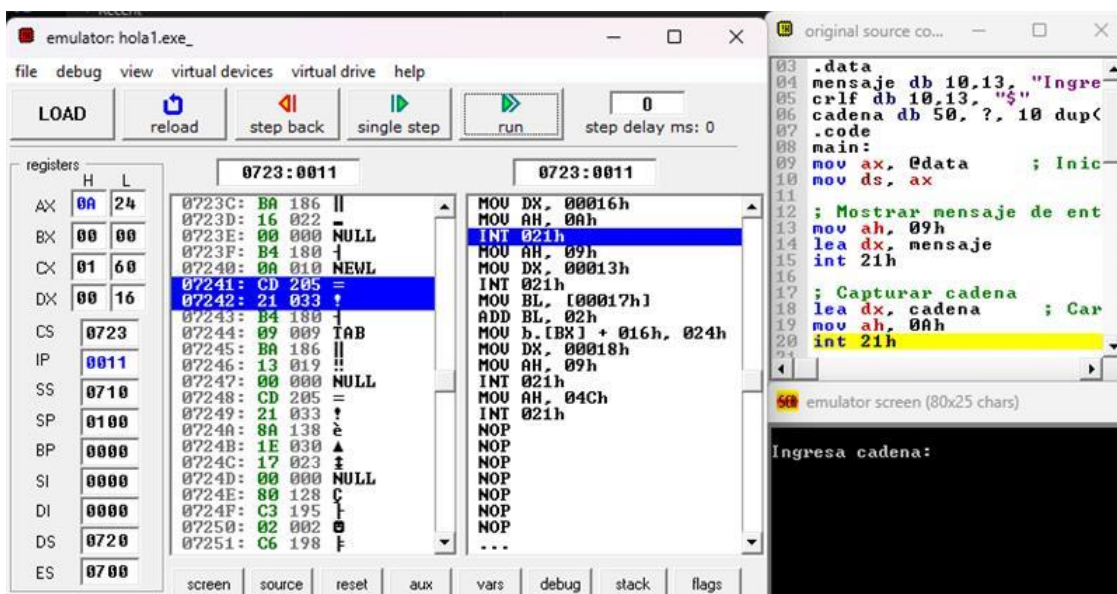 Recent
emulator: hola1.exe_
file debug view virtual devices virtual drive help
LOAD
reload
step back
single step
run
0
step delay ms: 0
registers
H L
AX 0A 24
BX 00 00
CX 01 60
DX 00 16
CS 0723
IP 0011
SS 0710
SP 0100
BP 0000
SI 0000
DI 0000
DS 0720
ES 0700
0723:0011
0723:0011
0723C: BA 186 ║
0723D: 16 022 ▬
0723E: 00 000 NULL
0723F: B4 180 ┤
07240: 0A 010 NEWL
07241: CD 205 =
07242: 21 033 !
07243: B4 180 ┤
07244: 09 009 TAB
07245: BA 186 ║
07246: 13 019 ‼
07247: 00 000 NULL
07248: CD 205 =
07249: 21 033 !
0724A: 8A 138 è
0724B: 1E 030 ▲
0724C: 17 023 ↨
0724D: 00 000 NULL
0724E: 80 128 Ç
0724F: C3 195 ├
07250: 02 002 ☻
07251: C6 198 ╞
MOV DX, 00016h
MOV AH, 0Ah
INT 021h
MOV AH, 09h
MOV DX, 00013h
INT 021h
MOV BL, [00017h]
ADD BL, 02h
MOV b.[BX] + 016h, 024h
MOV DX, 00018h
MOV AH, 09h
INT 021h
MOV AH, 04Ch
INT 021h
NOP
NOP
NOP
NOP
NOP
NOP
NOP
...
screen source reset aux vars debug stack flags
original source co...
03 .data
04 mensaje db 10,13, "Ingre
05 crlf db 10,13, "$"
06 cadena db 50, ?, 10 dup(
07 .code
08 main:
09 mov ax, @data ; Inic
10 mov ds, ax
11
12 ; Mostrar mensaje de ent
13 mov ah, 09h
14 lea dx, mensaje
15 int 21h
16
17 ; Capturar cadena
18 lea dx, cadena ; Car
19 mov ah, 0Ah
20 int 21h
21
emulator screen (80x25 chars)
Ingresa cadena: